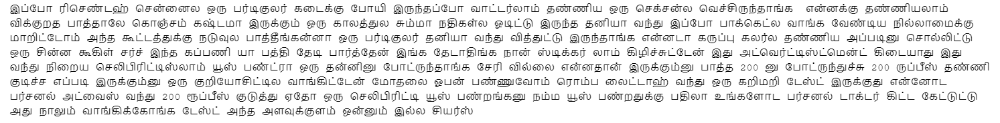 இப்போ ரிசெண்டஹ் சென்னைல ஒரு பர்டிகுலர் கடைக்கு போயி இருந்தப்போ வாட்டர்லாம் தண்ணிய ஒரு செக்சன்ல வெச்சிருந்தாங்க என்னக்கு தண்ணியலாம்
விக்குறத பாத்தாலே கொஞ்சம் கஷ்டமா இருக்கும் ஒரு காலத்துல சும்மா நதிகள்ல ஓடிட்டு இருந்த தனியா வந்து இப்போ பாக்கெட்ல வாங்க வேண்டிய நில்லாமைக்கு
மாறிட்டோம் அந்த கூட்டத்துக்கு நடுவுல பாத்தீங்கன்னா ஒரு பர்டிகுலர் தனியா வந்து வித்துட்டு இருந்தாங்க என்னடா கருப்பு கலர்ல தண்ணிய அப்படினு சொல்லிட்டு
ஒரு சின்ன கூகிள் சர்ச் இந்த கப்பணி யா பத்தி தேடி பார்த்தேன் இங்க தேடாதிங்க நான் ஸ்டிக்கர் லாம் கிழிச்சுட்டேன் இது அட்வெர்ட்டிஸ்ட்மென்ட் கிடையாது இது
வந்து நிறைய செலிபிரிட்டிஸ்லாம் யூஸ் பண்ட்ரா ஒரு தன்னினு போட்ருந்தாங்க சேரி வில்லை என்னதான் இருக்கும்னு பாத்த 200 னு போட்ருந்துச்சு 200 ருப்பீஸ் தண்ணி
குடிச்ச எப்படி இருக்கும்னு ஒரு குறியோசிட்டில வாங்கிட்டேன் மோதலை ஓபன் பண்ணுவோம் ரொம்ப லைட்டாஹ் வந்து ஒரு கறிமறி டேஸ்ட் இருக்குது என்னோட
பர்சனல் அட்வைஸ் வந்து 200 ரூப்பீஸ் குடுத்து ஏதோ ஒரு செலிபிரிட்டி யூஸ் பண்றங்கனு நம்ம யூஸ் பண்றதுக்கு பதிலா உங்களோட பர்சனல் டாக்டர் கிட்ட கேட்டுட்டு
அது நாலும் வாங்கிக்கோங்க டேஸ்ட் அந்த அளவுக்குளம் ஒன்னும் இல்ல சியர்ஸ்